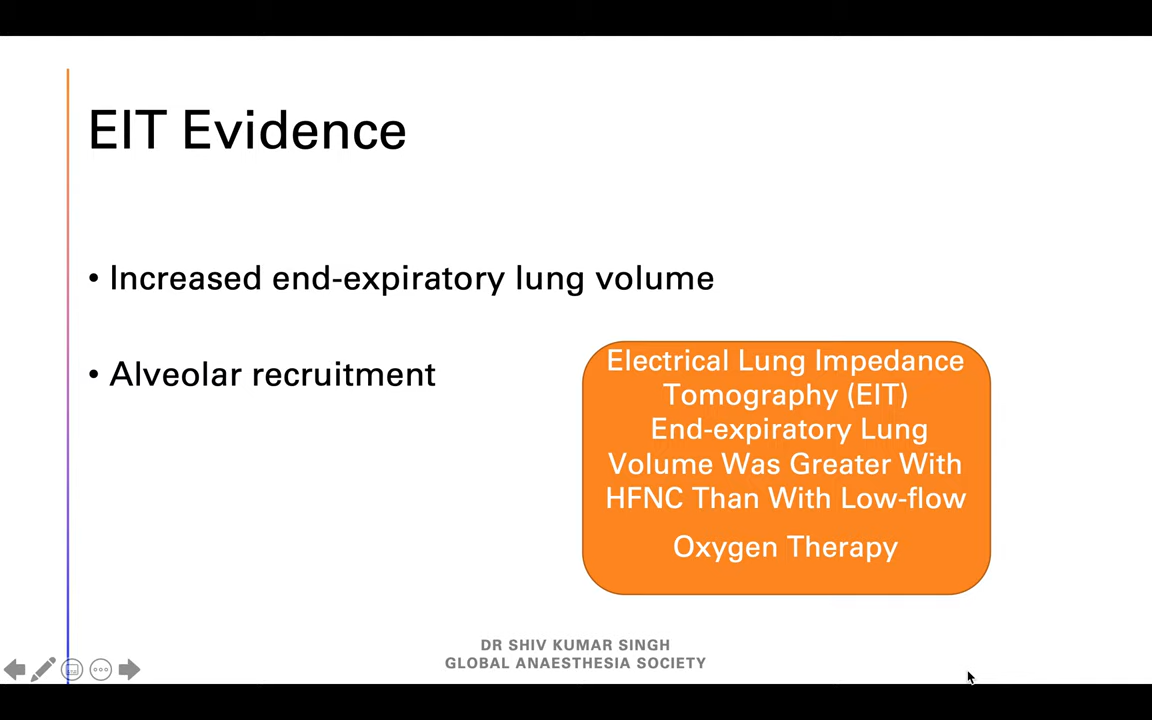 EIT Evidence
• Increased end-expiratory lung volume
• Alveolar recruitment
Electrical Lung Impedance
Tomography (EIT)
End-expiratory Lung
Volume Was Greater With
HFNC Than With Low-flow
Oxygen Therapy
DR SHIV KUMAR SINGH
GLOBAL ANAESTHESIA SOCIETY